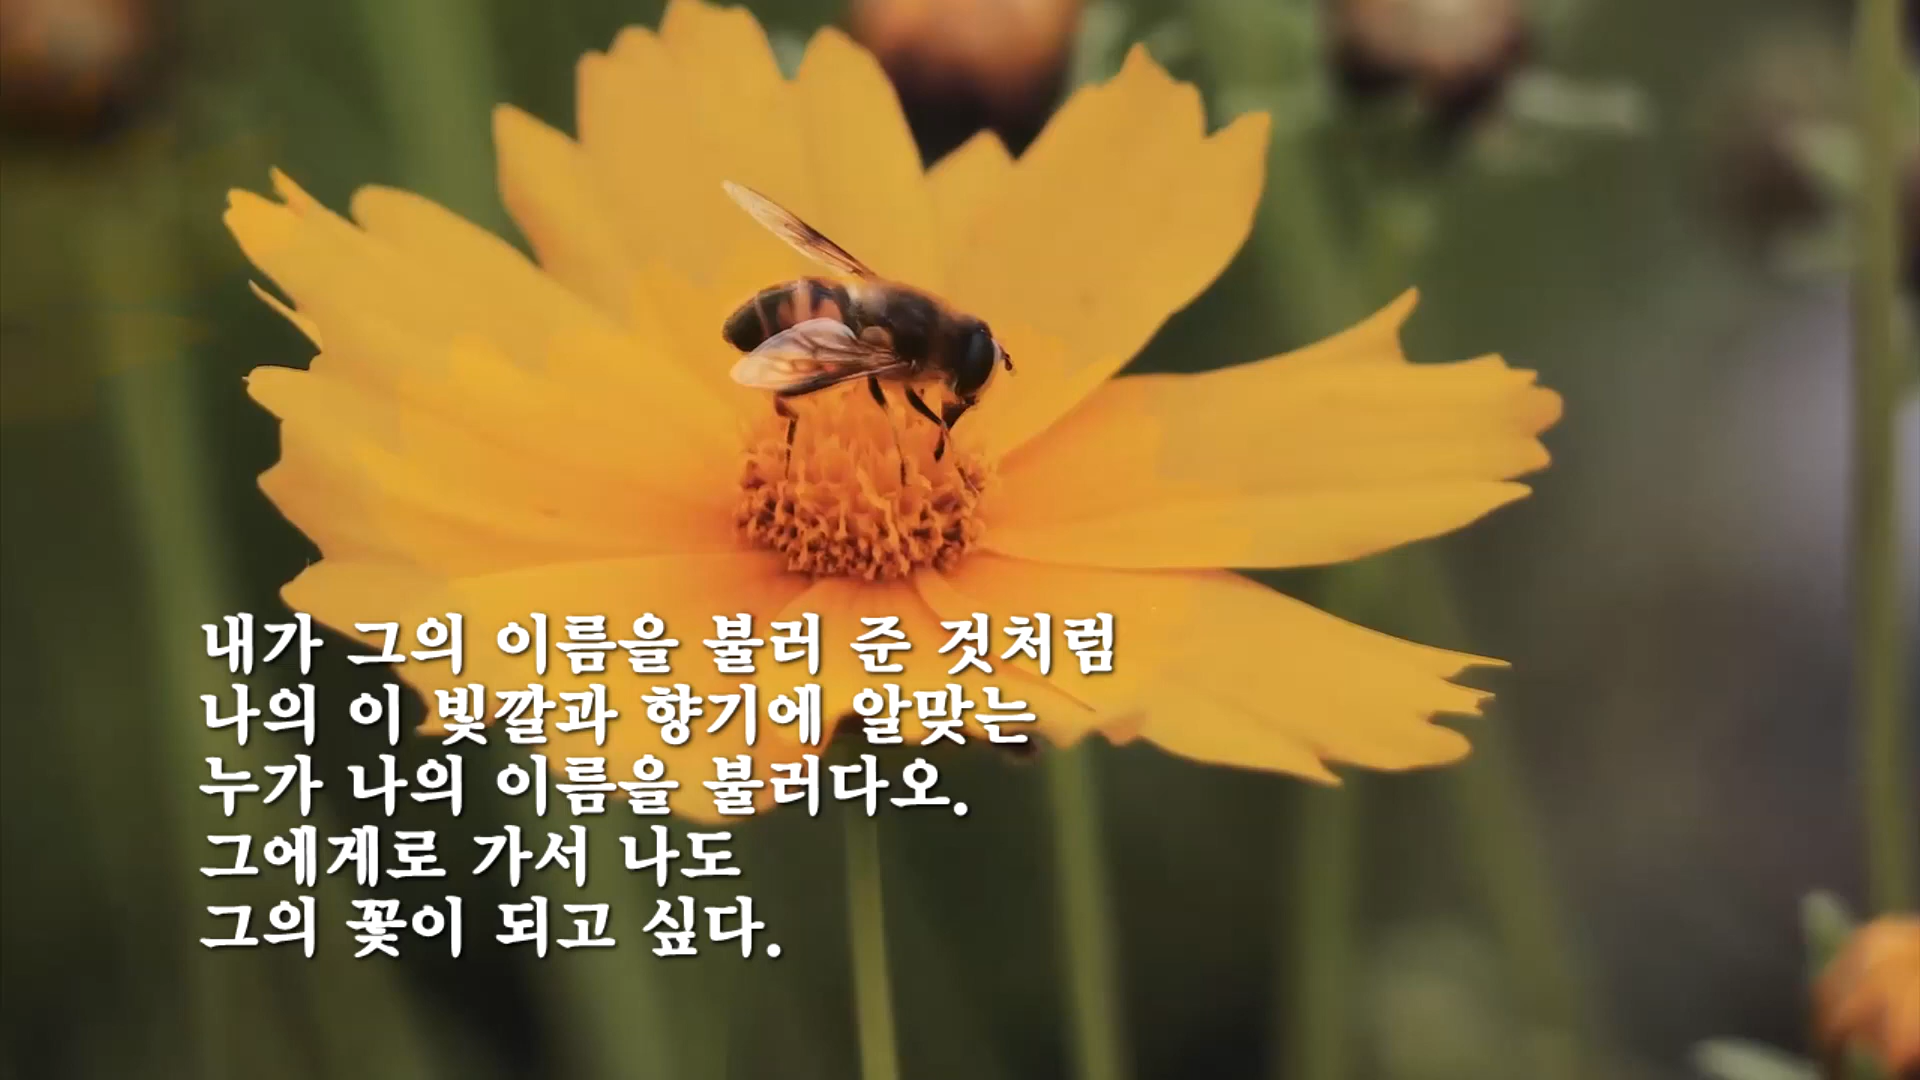 내가 그의 이름을 불러 준 것처럼
나의 이 빛깔과 향기에 알맞는
누가 나의 이름을 불러다오.
그에게로 가서 나도
그의 꽃이 되고 싶다.